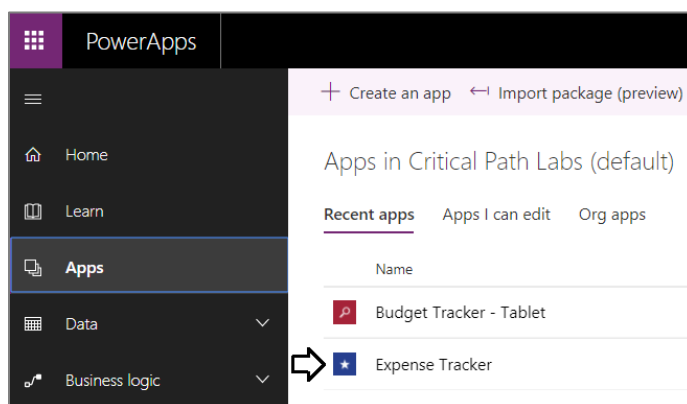 PowerApps
Create an app Import package (preview)
Home
Learn
Apps
Data
Business logic
Apps in Critical Path Labs (default)
Recent apps Apps I can edit Org apps
Name
Budget Tracker - Tablet
Expense Tracker